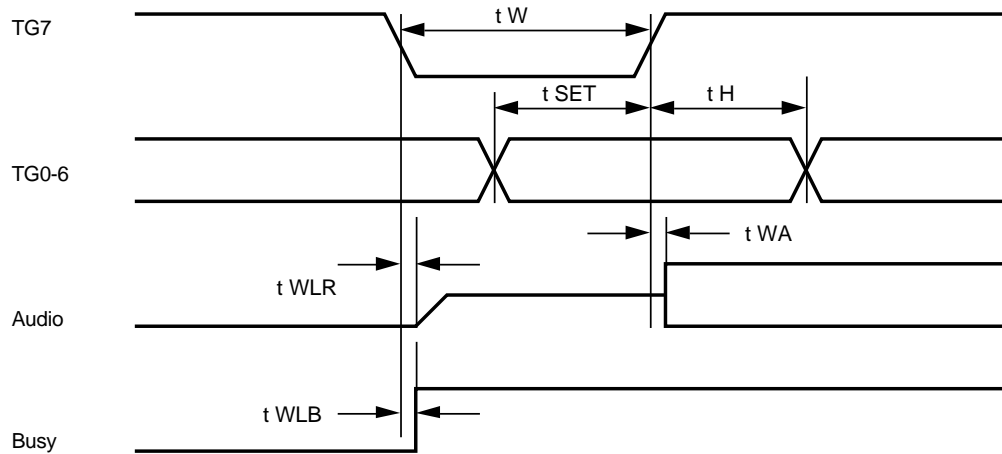 TG7
t W
t SET
t H
TG0-6
t WA
t WLR
Audio
t WLB
Busy